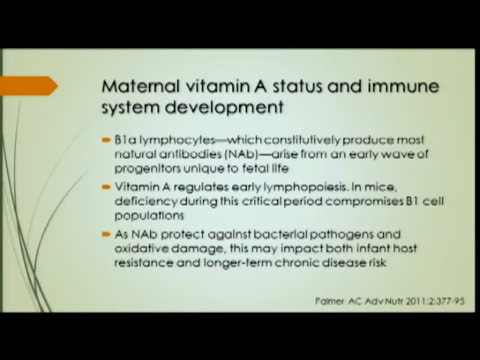 Maternal vitamin A status and immune
system development
B1a lymphocytes—which constitutively produce most
natural antibodies (NAb)—arise from an early wave of
progenitors unique to fetal life
Vitamin A regulates early lymphopoiesis. In mice,
deficiency during this critical period compromises B1 cell
populations
As NAb protect against bacterial pathogens and
oxidative damage, this may impact both infant host
resistance and longer-term chronic disease risk
Palmer AC Adv Nutr 2011;2:377-95